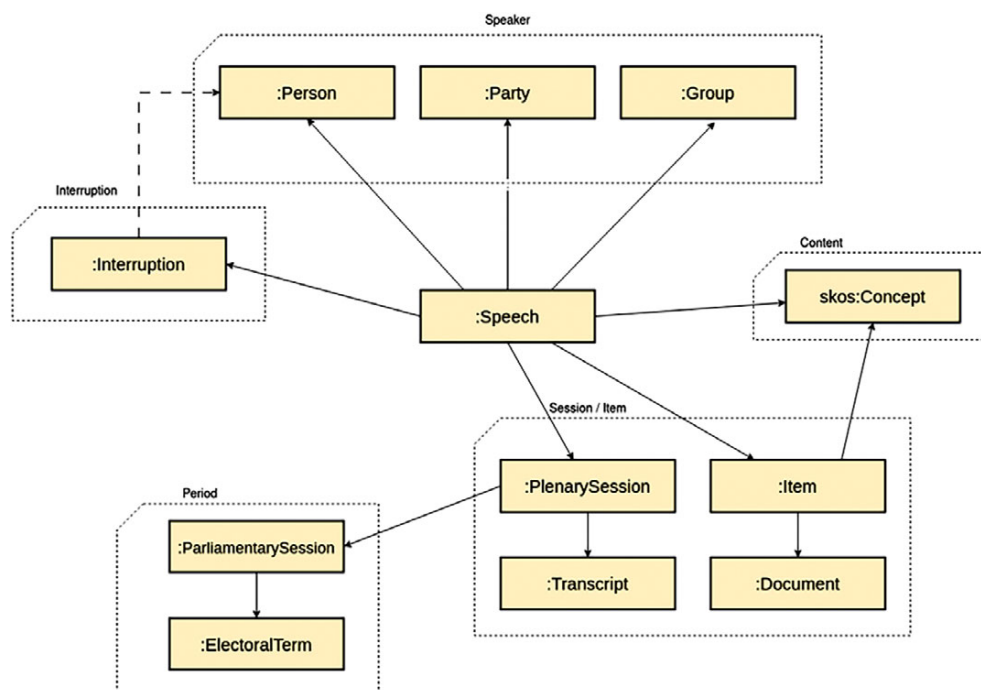 Speaker
:Person
:Party
:Group
Interruption
:Interruption
Content
skos:Concept
:Speech
Session / Item
:PlenarySession
:Item
Period
:ParliamentarySession
:Transcript
:Document
:ElectoralTerm